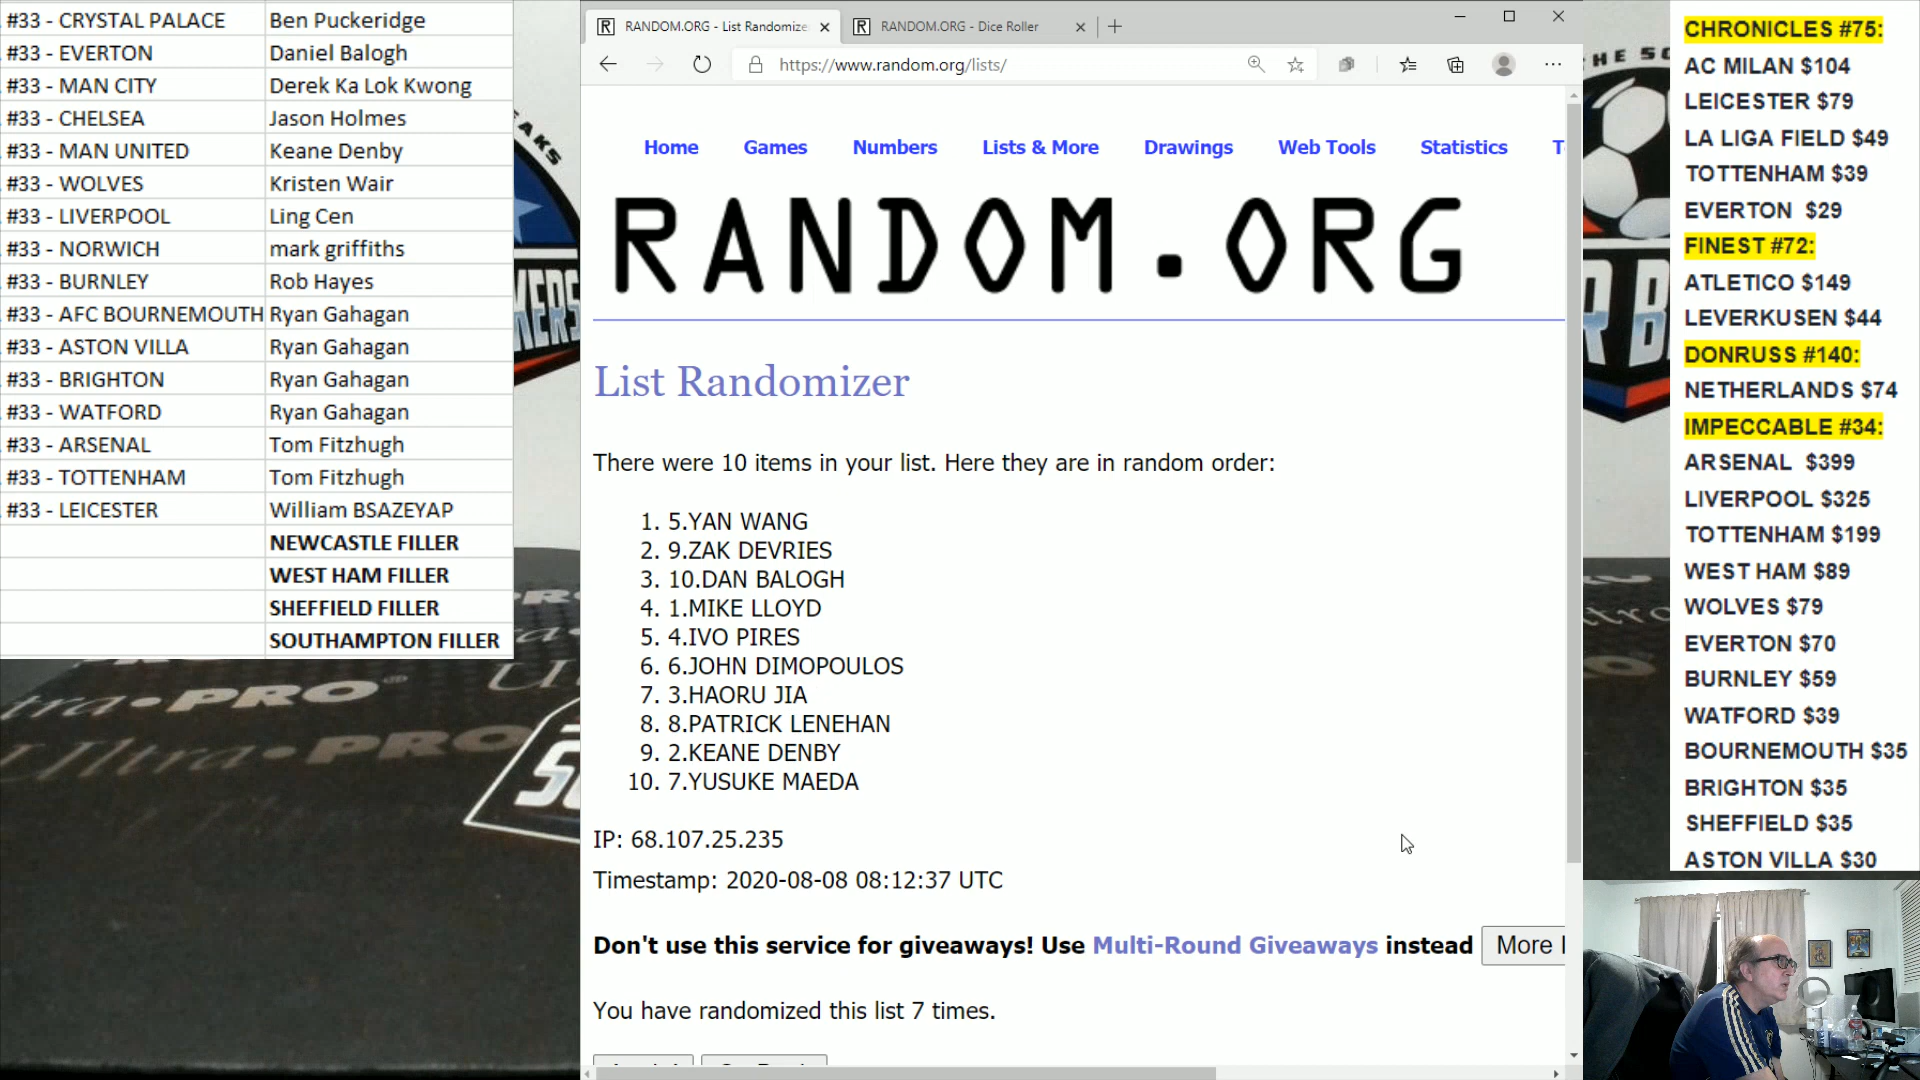 #33 - CRYSTAL PALACE Ben Puckeridge
#33 - EVERTON Daniel Balogh
#33 - MAN CITY Derek Ka Lok Kwong
#33 - CHELSEA Jason Holmes
#33 - MAN UNITED Keane Denby
#33 - WOLVES Kristen Wair
#33 - LIVERPOOL Ling Cen
#33 - NORWICH mark griffiths
#33 - BURNLEY Rob Hayes
#33 - AFC BOURNEMOUTH Ryan Gahagan
#33 - ASTON VILLA Ryan Gahagan
#33 - BRIGHTON Ryan Gahagan
#33 - WATFORD Ryan Gahagan
#33 - ARSENAL Tom Fitzhugh
#33 - TOTTENHAM Tom Fitzhugh
#33 - LEICESTER William BSAZEYAP
NEWCASTLE FILLER
WEST HAM FILLER
SHEFFIELD FILLER
SOUTHAMPTON FILLER
RANDOM.ORG - List Randomize
RANDOM.ORG - Dice Roller
https://www.random.org/lists/
Home Games Numbers Lists & More Drawings Web Tools Statistics T
RANDOM.ORG
List Randomizer
There were 10 items in your list. Here they are in random order:
1. 5.YAN WANG
2. 9.ZAK DEVRIES
3. 10.DAN BALOGH
4. 1.MIKE LLOYD
5. 4.IVO PIRES
6. 6.JOHN DIMOPOULOS
7. 3.HAORU JIA
8. 8.PATRICK LENEHAN
9. 2.KEANE DENBY
10. 7.YUSUKE MAEDA
IP: 68.107.25.235
Timestamp: 2020-08-08 08:12:37 UTC
Don't use this service for giveaways! Use Multi-Round Giveaways instead More
You have randomized this list 7 times.
CHRONICLES #75:
AC MILAN $104
LEICESTER $79
LA LIGA FIELD $49
TOTTENHAM $39
EVERTON $29
FINEST #72:
ATLETICO $149
LEVERKUSEN $44
DONRUSS #140:
NETHERLANDS $74
IMPECCABLE #34:
ARSENAL $399
LIVERPOOL $325
TOTTENHAM $199
WEST HAM $89
WOLVES $79
EVERTON $70
BURNLEY $59
WATFORD $39
BOURNEMOUTH $35
BRIGHTON $35
SHEFFIELD $35
ASTON VILLA $30
tra•PRO®
Ultra•PRO